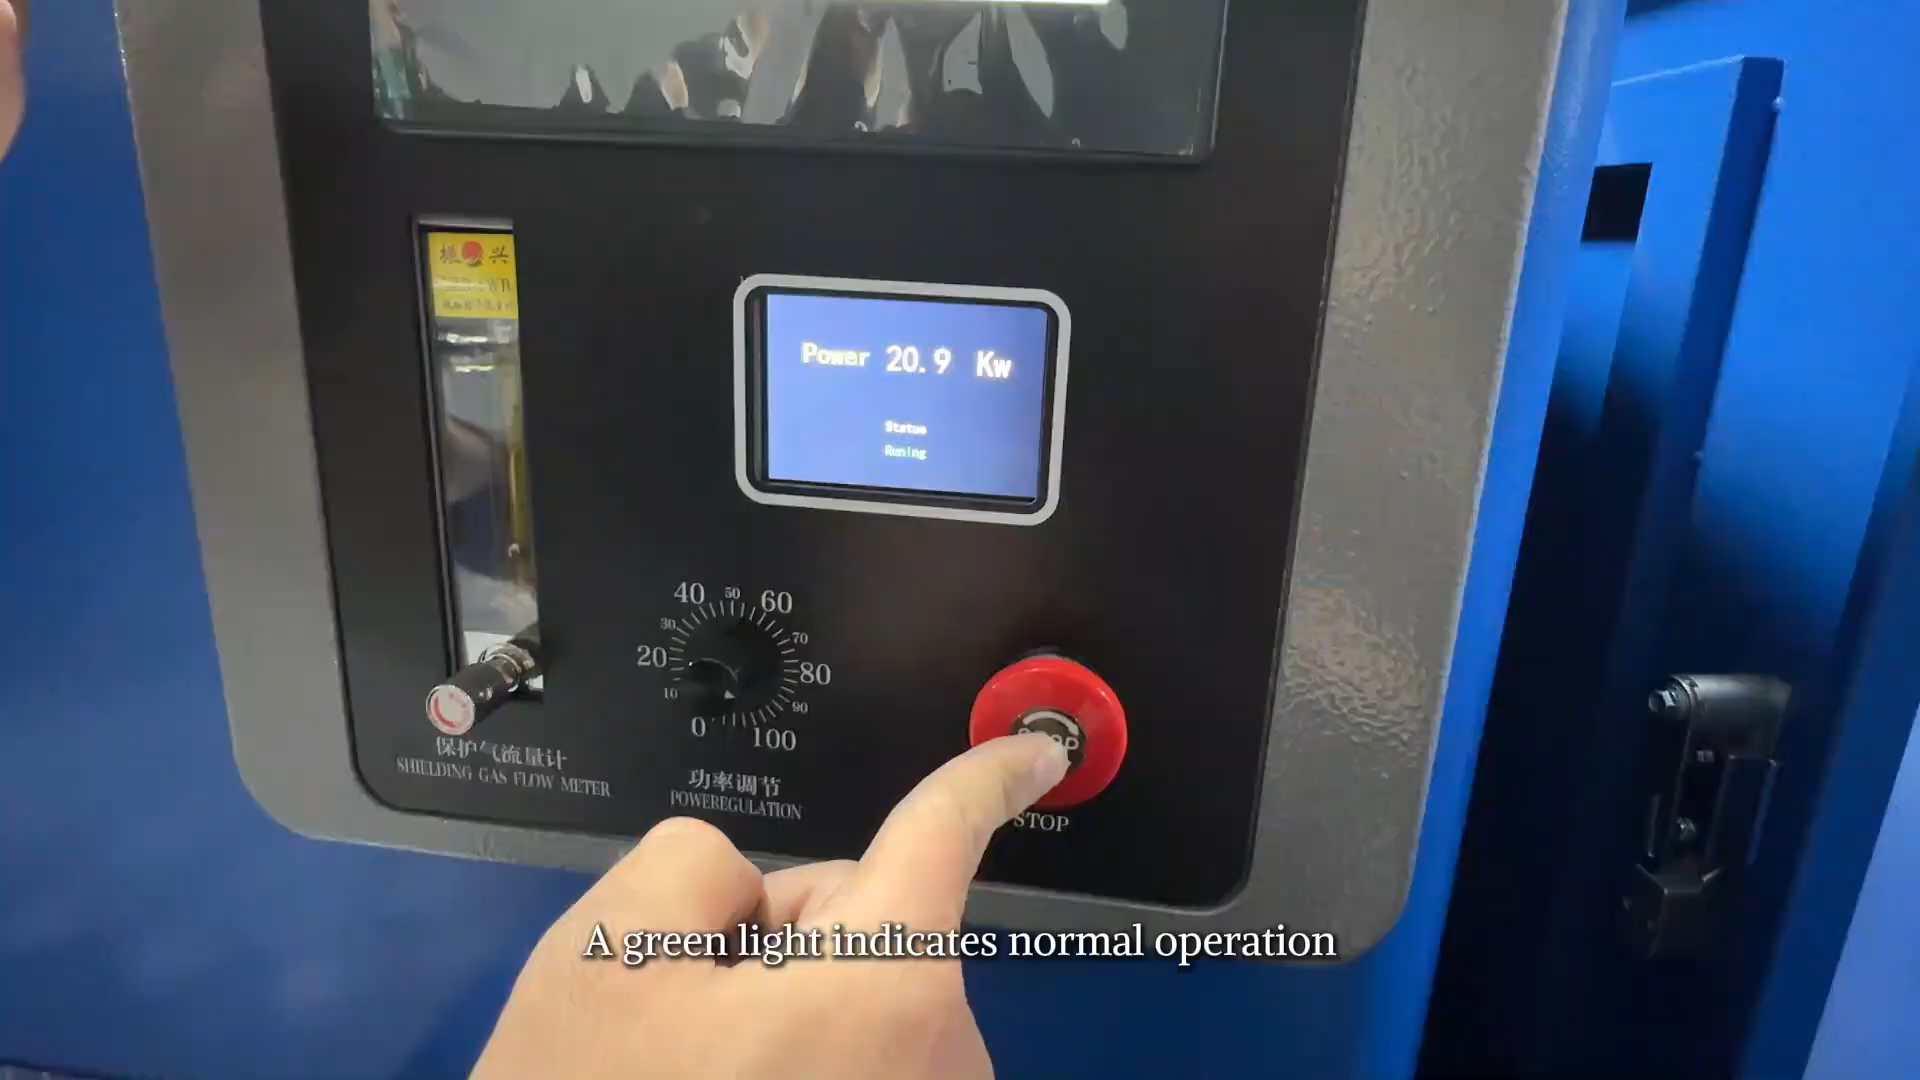 兴
Power 20.9 Kw
Status
Runing
40 50 60
30 70
20 80
10 90
0 100
保护气流量计
SHIELDING GAS FLOW METER
功率调节
POWEREGULATION
STOP
STOP
A green light indicates normal operation